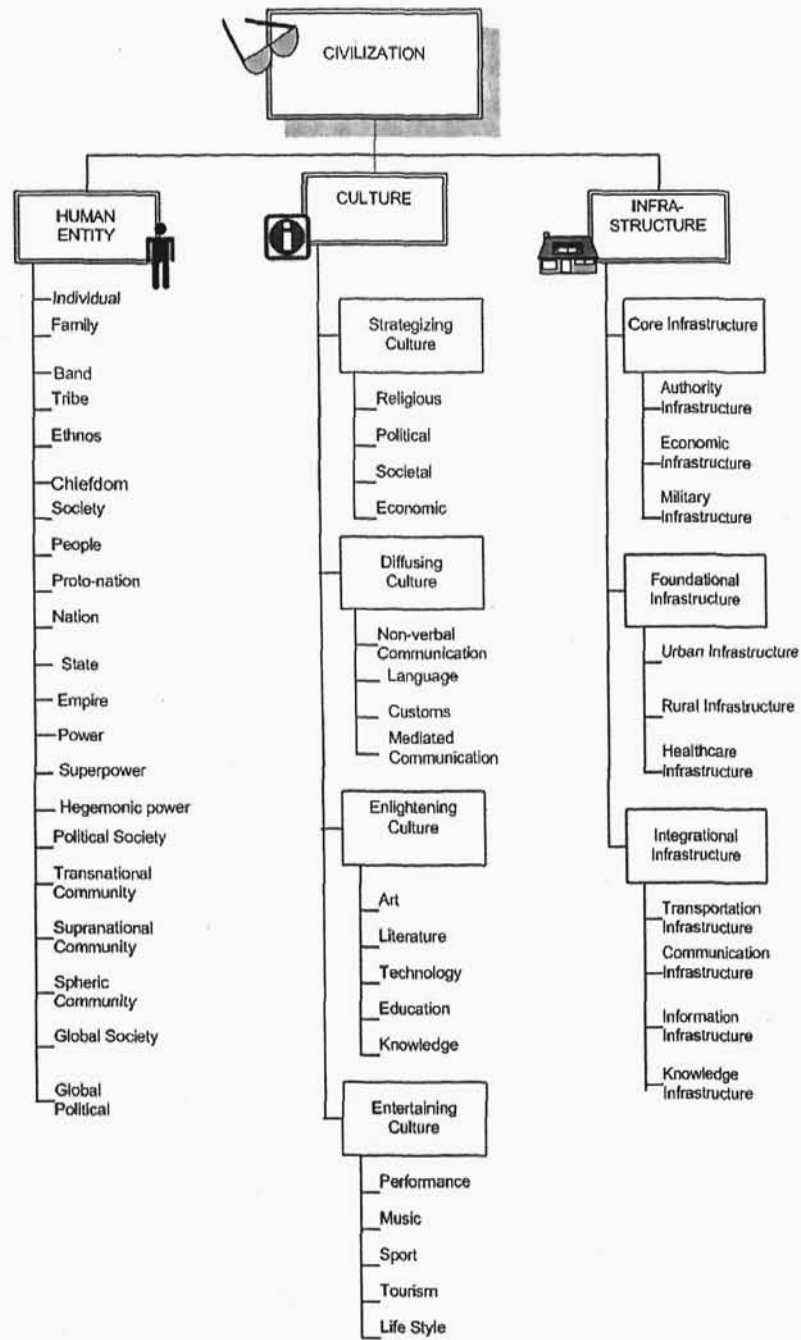 CIVILIZATION
HUMAN
ENTITY
Individual
Family
Band
Tribe
Ethnos
Chiefdom
Society
People
Proto-nation
Nation
State
Empire
Power
Superpower
Hegemonic power
Political Society
Transnational
Community
Supranational
Community
Spheric
Community
Global Society
Global
Political
CULTURE
Strategizing
Culture
Religious
Political
Societal
Economic
Diffusing
Culture
Non-verbal
Communication
Language
Customs
Mediated
Communication
Enlightening
Culture
Art
Literature
Technology
Education
Knowledge
Entertaining
Culture
Performance
Music
Sport
Tourism
Life Style
INFRA-
STRUCTURE
Core Infrastructure
Authority
Infrastructure
Economic
Infrastructure
Military
Infrastructure
Foundational
Infrastructure
Urban Infrastructure
Rural Infrastructure
Healthcare
Infrastructure
Integrational
Infrastructure
Transportation
Infrastructure
Communication
Infrastructure
Information
Infrastructure
Knowledge
Infrastructure